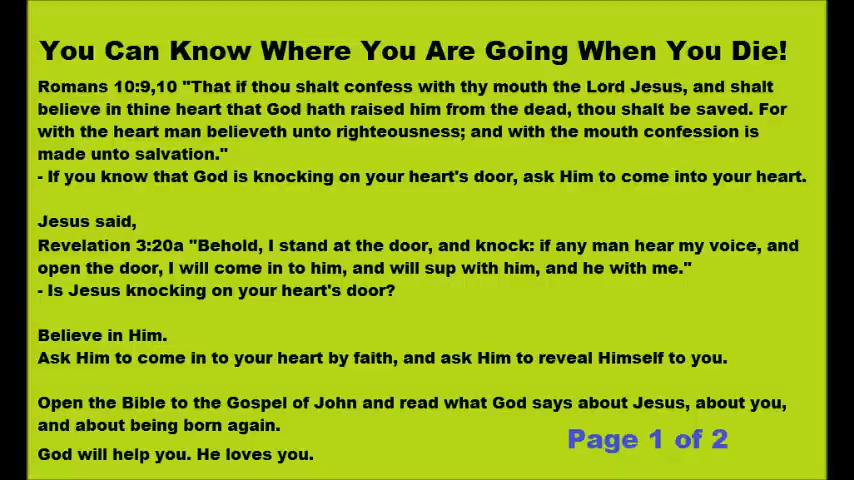 You Can Know Where You Are Going When You Die!
Romans 10:9,10 "That if thou shalt confess with thy mouth the Lord Jesus, and shalt
believe in thine heart that God hath raised him from the dead, thou shalt be saved. For
with the heart man believeth unto righteousness; and with the mouth confession is
made unto salvation."
- If you know that God is knocking on your heart's door, ask Him to come into your heart.
Jesus said,
Revelation 3:20a "Behold, I stand at the door, and knock: if any man hear my voice, and
open the door, I will come in to him, and will sup with him, and he with me."
- Is Jesus knocking on your heart's door?
Believe in Him.
Ask Him to come in to your heart by faith, and ask Him to reveal Himself to you.
Open the Bible to the Gospel of John and read what God says about Jesus, about you,
and about being born again.
God will help you. He loves you.
Page 1 of 2